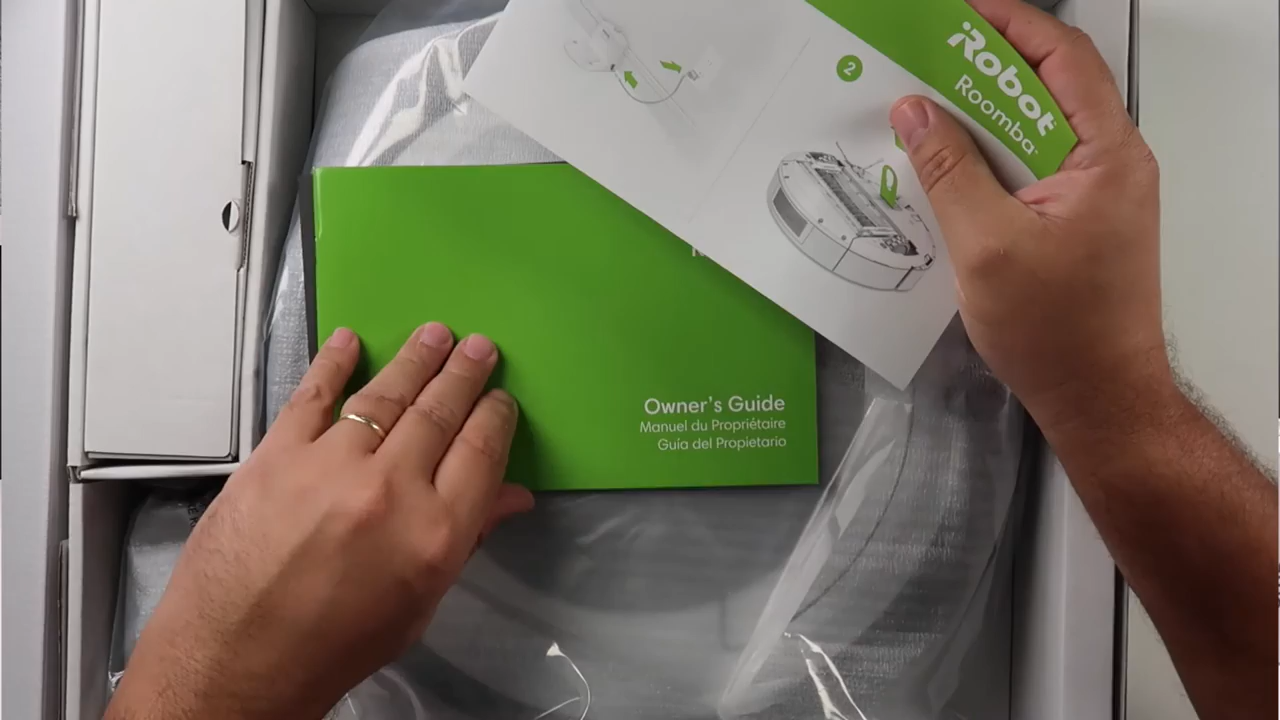 2
iRobot
Roomba
Owner's Guide
Manuel du Propriétaire
Guía del Propietario